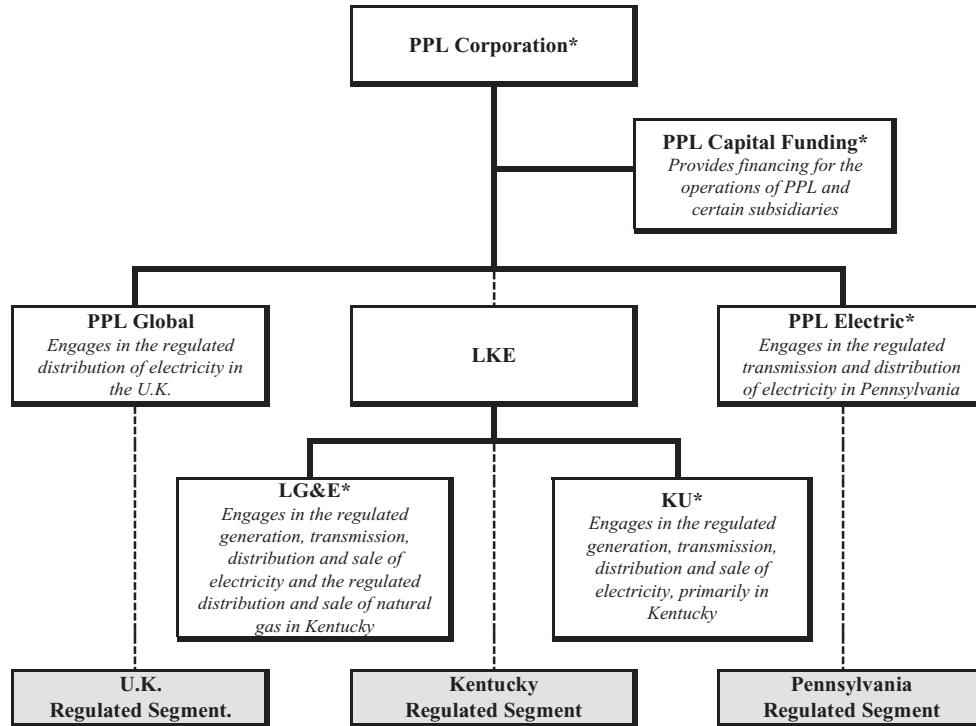 PPL Corporation*
PPL Capital Funding*
Provides financing for the
operations of PPL and
certain subsidiaries
PPL Global
Engages in the regulated
distribution of electricity in
the U.K.
LKE
PPL Electric*
Engages in the regulated
transmission and distribution
of electricity in Pennsylvania
LG&E*
Engages in the regulated
generation, transmission,
distribution and sale of
electricity and the regulated
distribution and sale of natural
gas in Kentucky
KU*
Engages in the regulated
generation, transmission,
distribution and sale of
electricity, primarily in
Kentucky
U.K.
Regulated Segment.
Kentucky
Regulated Segment
Pennsylvania
Regulated Segment